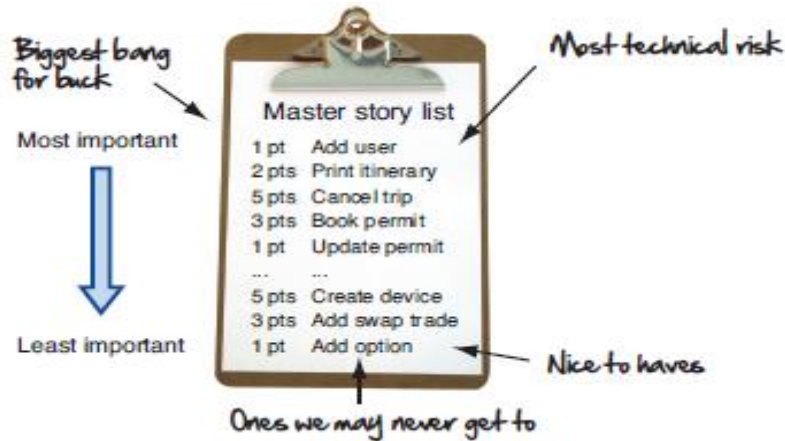 Biggest bang
for buck
Most technical risk
Master story list
Most important
1 pt Add user
2 pts Print itinerary
5 pts Cancel trip
3 pts Book permit
1 pt Update permit
... ...
5 pts Create device
3 pts Add swap trade
1 pt Add option
Least important
Nice to haves
Ones we may never get to